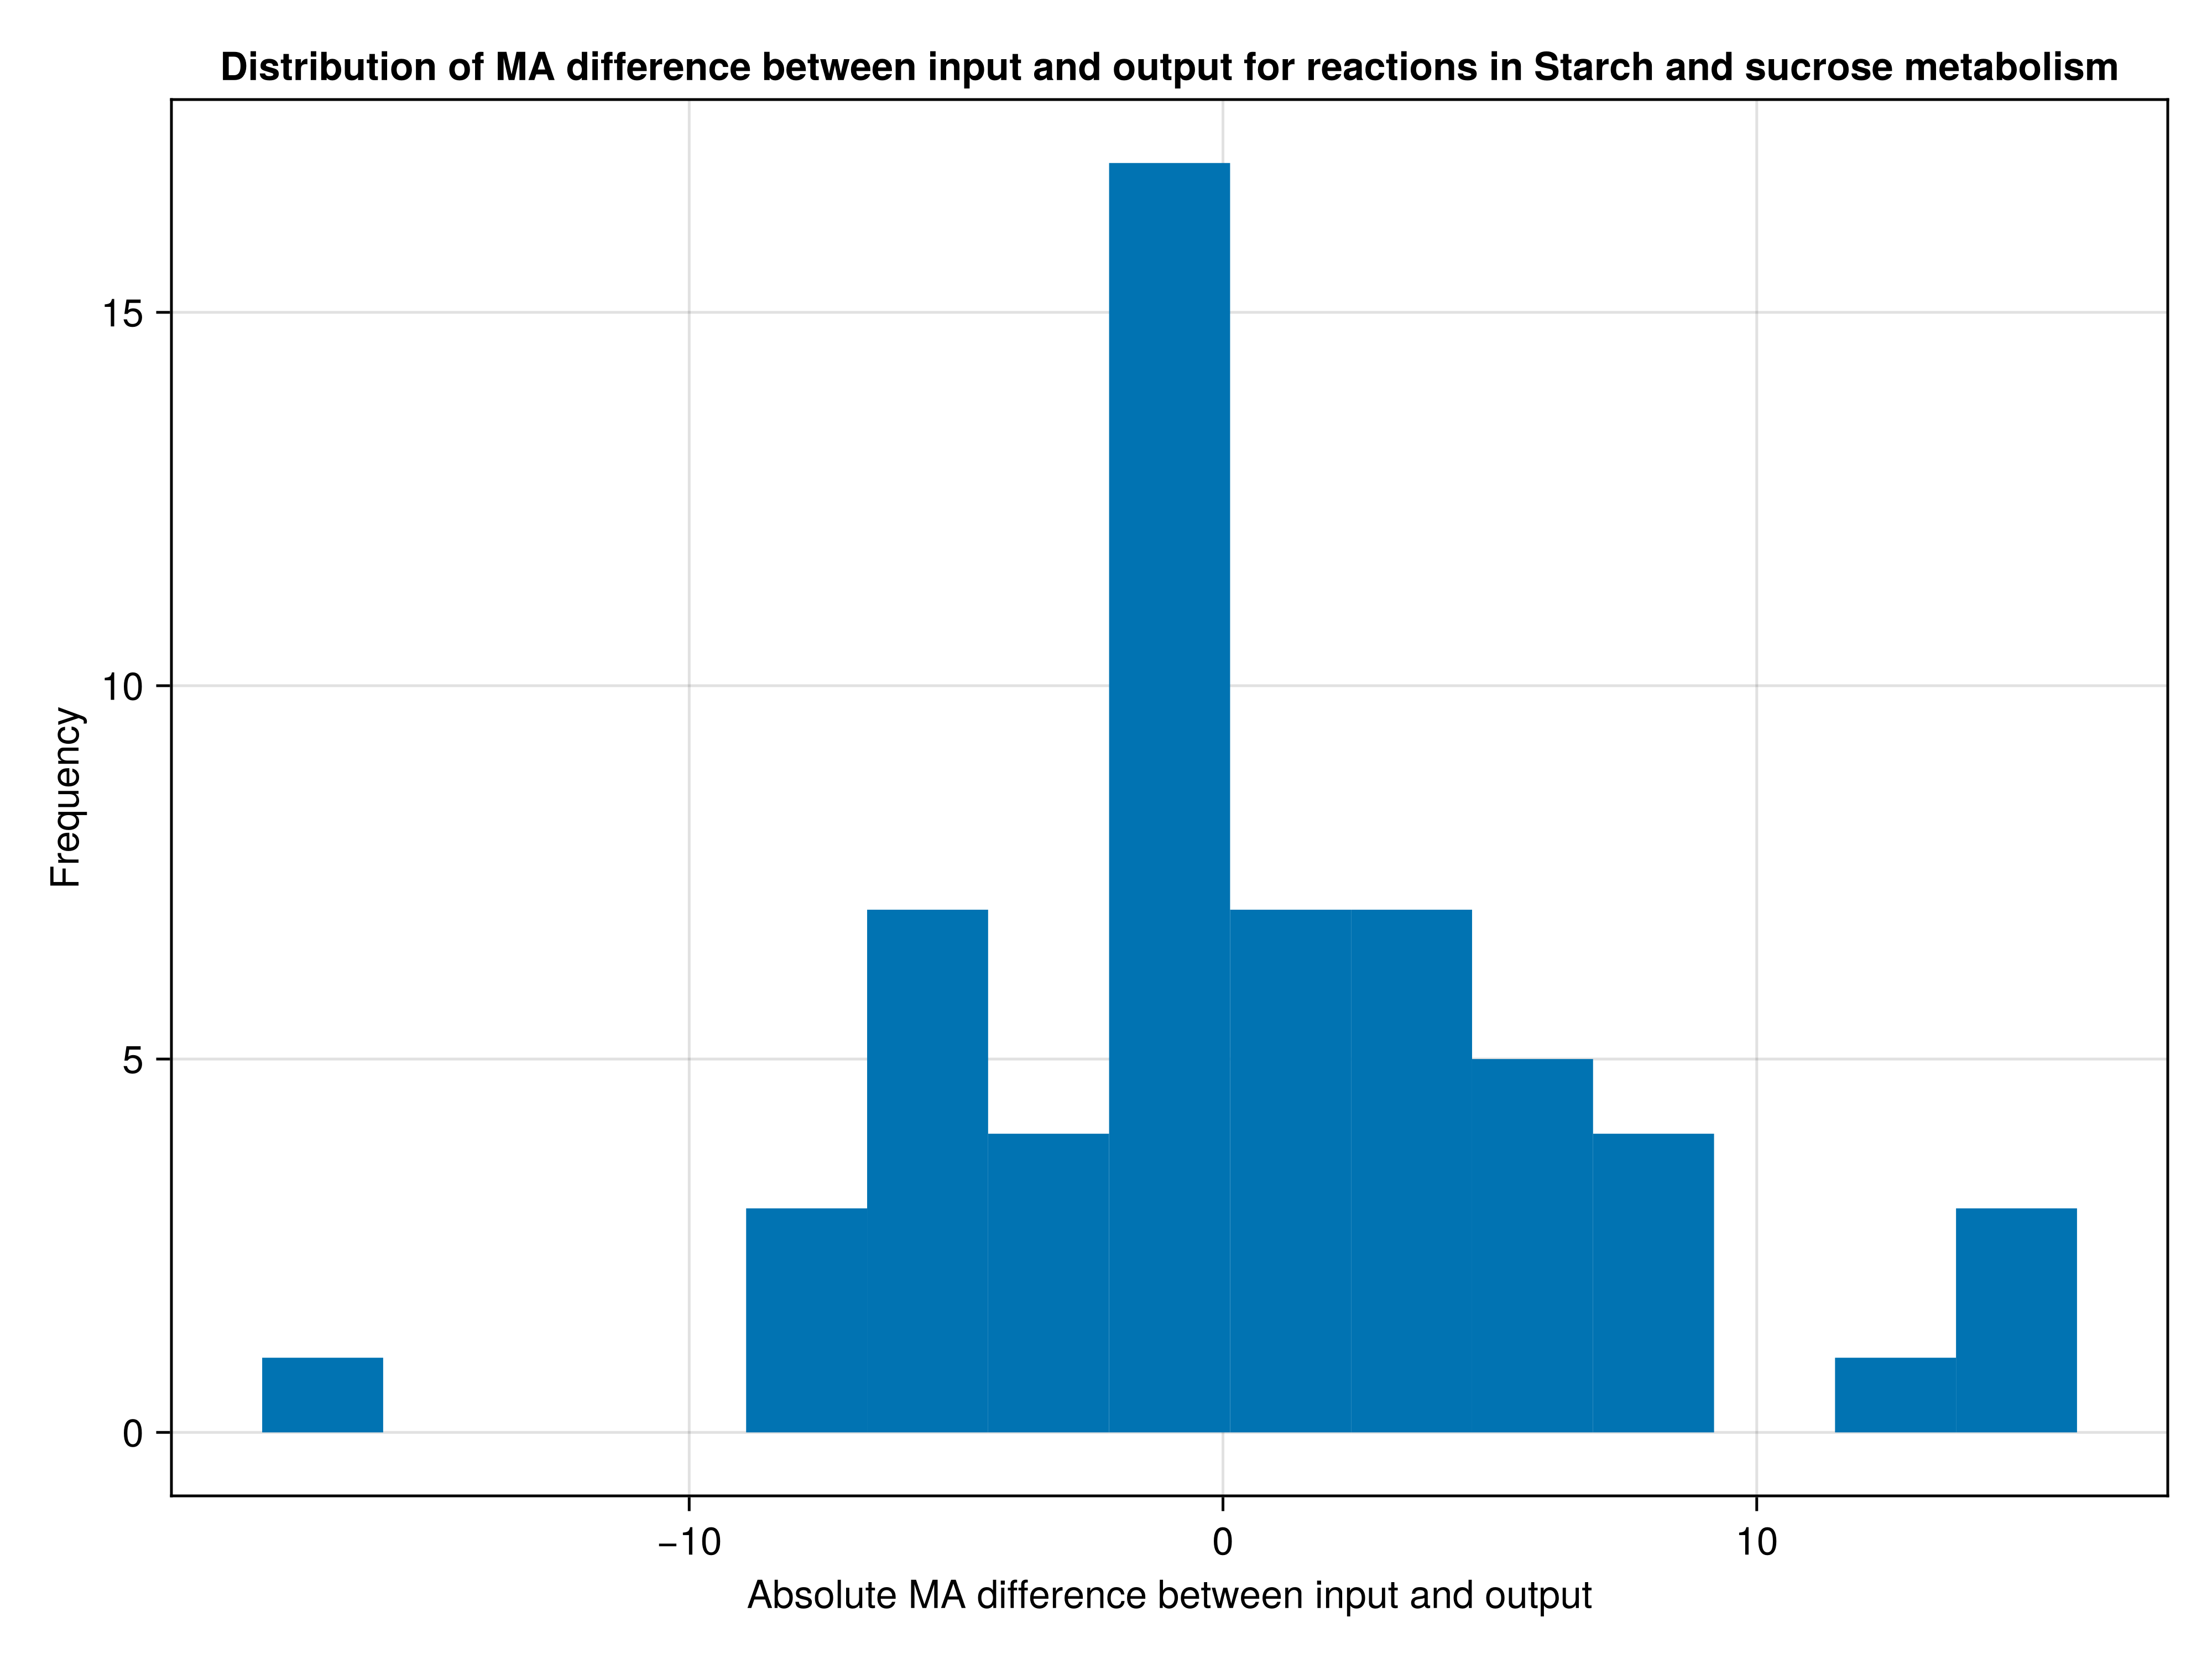 Distribution of MA difference between input and output for reactions in Starch and sucrose metabolism
15
10
5
0
Frequency
−10
0
10
Absolute MA difference between input and output